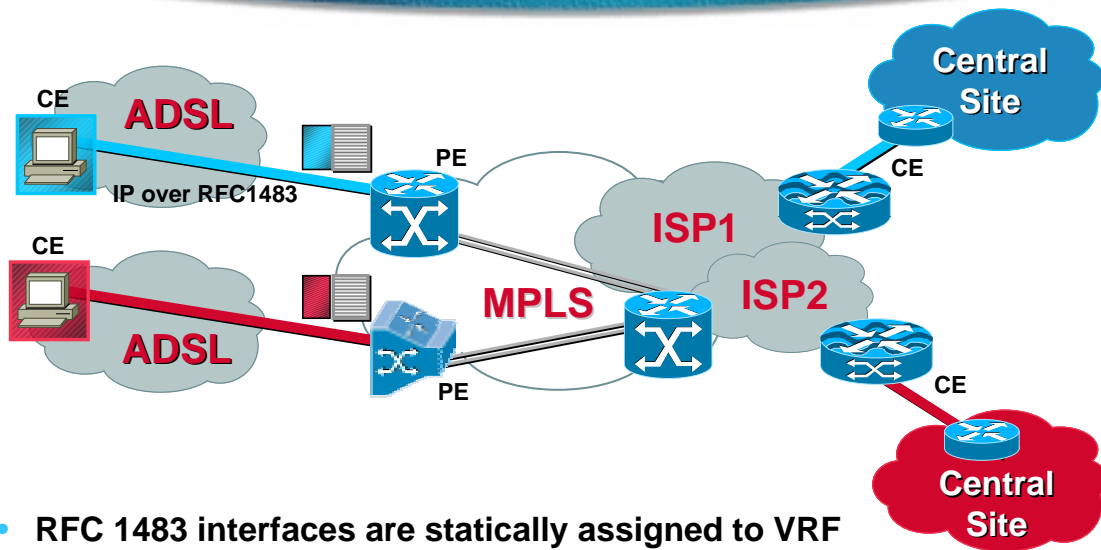 Central
Site
CE
ADSL
PE
CE
IP over RFC1483
ISP1
CE
MPLS
ISP2
ADSL
PE
CE
Central
Site
• RFC 1483 interfaces are statically assigned to VRF